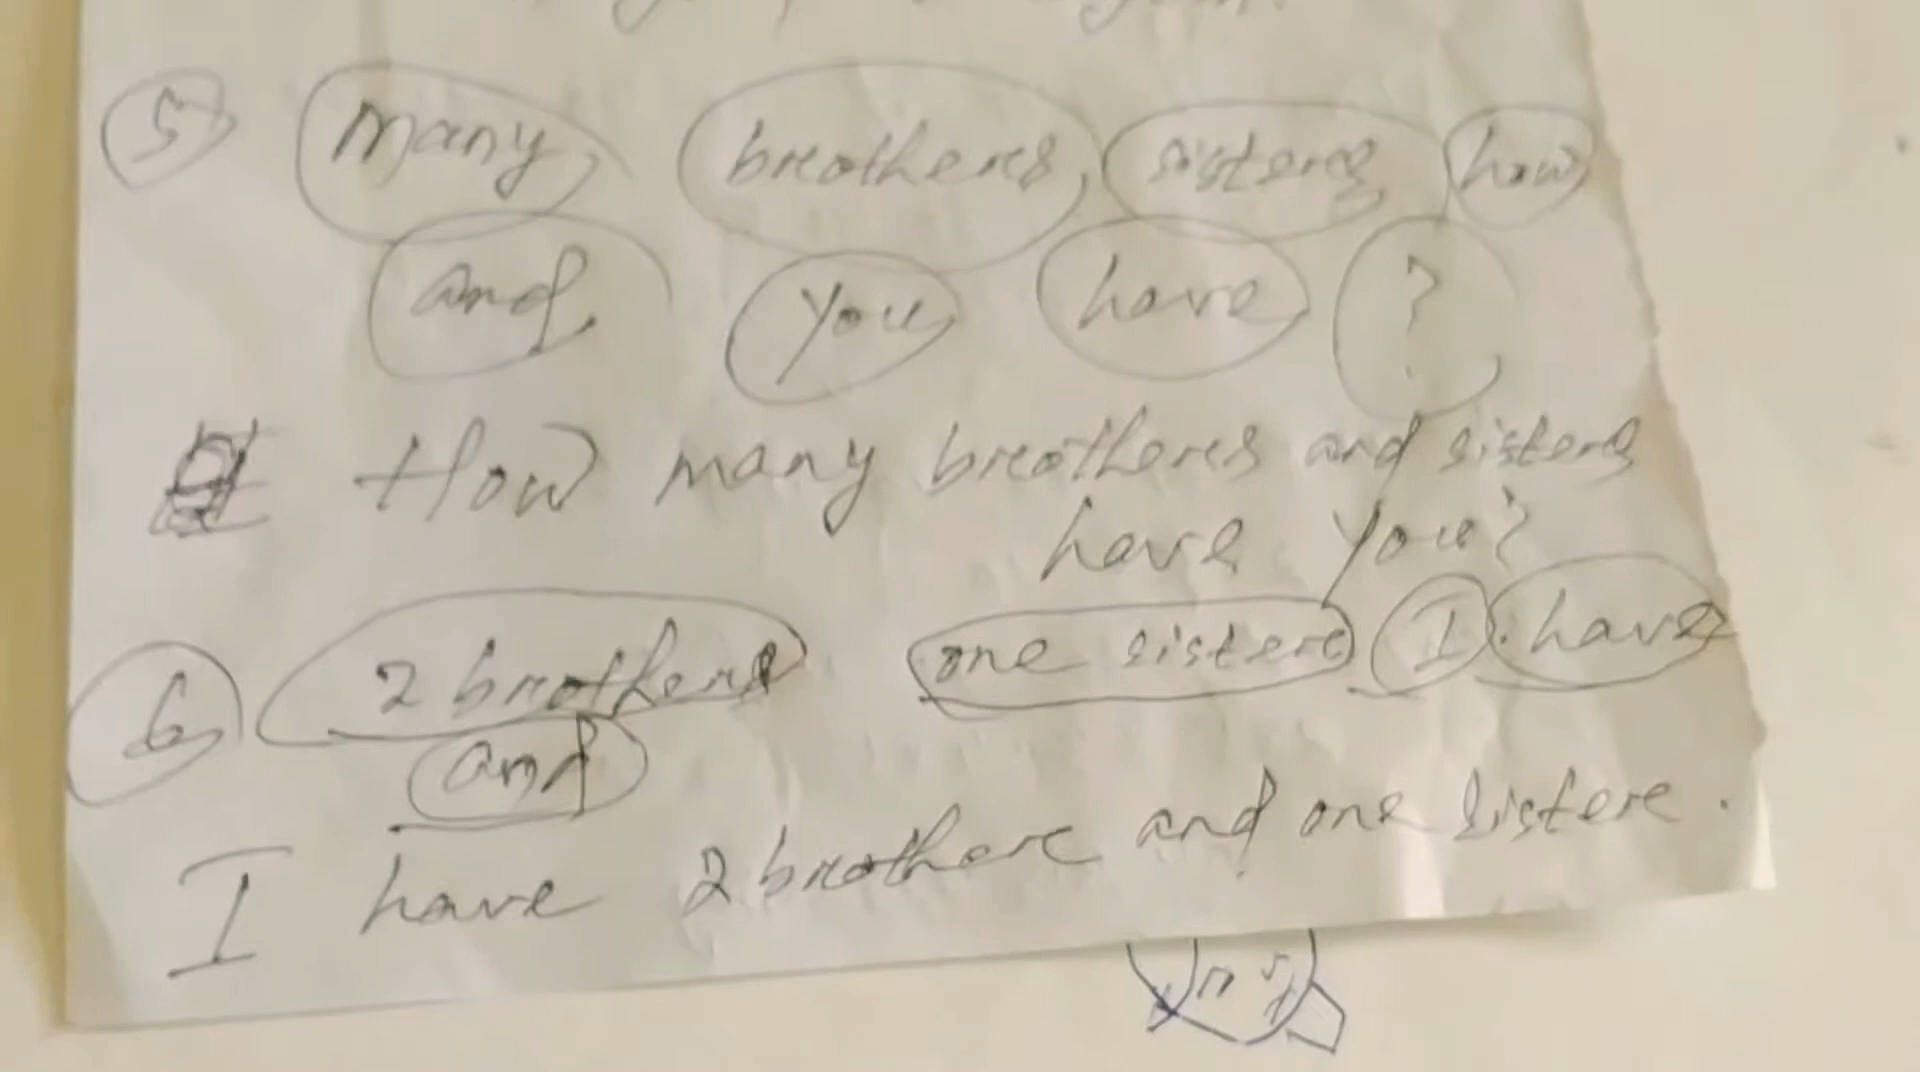 5 many, brothers, sisters, how
and, you, have ?
How many brothers and sisters
have you?
6 2 brothers one sister I have
and
I have 2 brother and one sister.